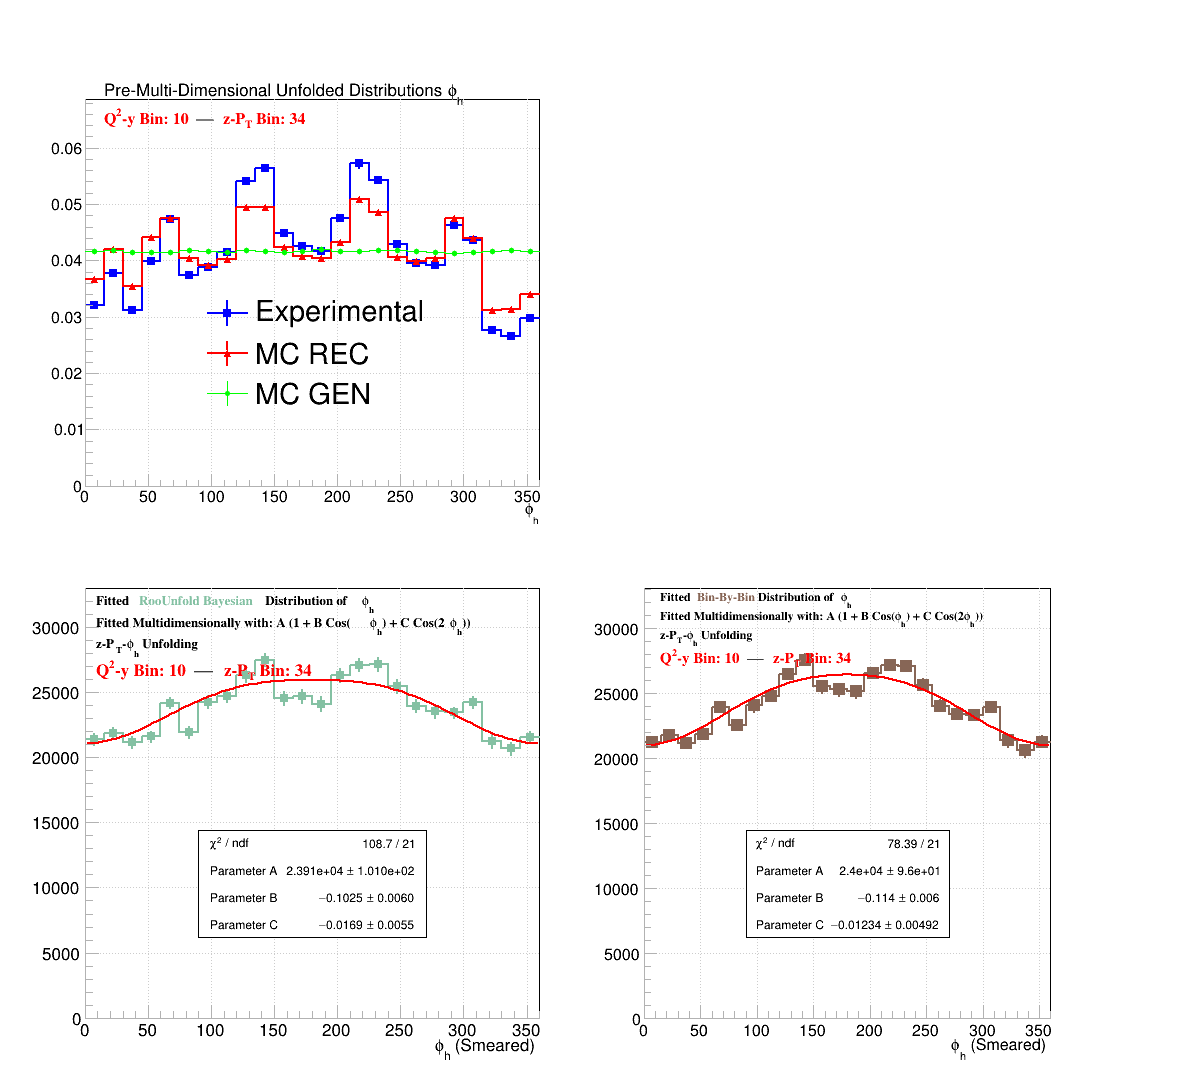 Pre-Multi-Dimensional Unfolded Distributions ϕh
Q2-y Bin: 10 — z-PT Bin: 34
0.06
0.05
0.04
0.03
0.02
0.01
0
Experimental
MC REC
MC GEN
0 50 100 150 200 250 300 350
ϕh
Fitted RooUnfold Bayesian Distribution of ϕh
Fitted Multidimensionally with: A (1 + B Cos( ϕh) + C Cos(2 ϕh))
z-PT-ϕh Unfolding
Q2-y Bin: 10 — z-PT Bin: 34
30000
25000
20000
15000
10000
5000
0
χ2 / ndf 108.7 / 21
Parameter A 2.391e+04 ± 1.010e+02
Parameter B −0.1025 ± 0.0060
Parameter C −0.0169 ± 0.0055
0 50 100 150 200 250 300 350
ϕh (Smeared)
Fitted Bin-By-Bin Distribution of ϕh
Fitted Multidimensionally with: A (1 + B Cos(ϕh) + C Cos(2ϕh))
z-PT-ϕh Unfolding
Q2-y Bin: 10 — z-PT Bin: 34
30000
25000
20000
15000
10000
5000
0
χ2 / ndf 78.39 / 21
Parameter A 2.4e+04 ± 9.6e+01
Parameter B −0.114 ± 0.006
Parameter C −0.01234 ± 0.00492
0 50 100 150 200 250 300 350
ϕh (Smeared)